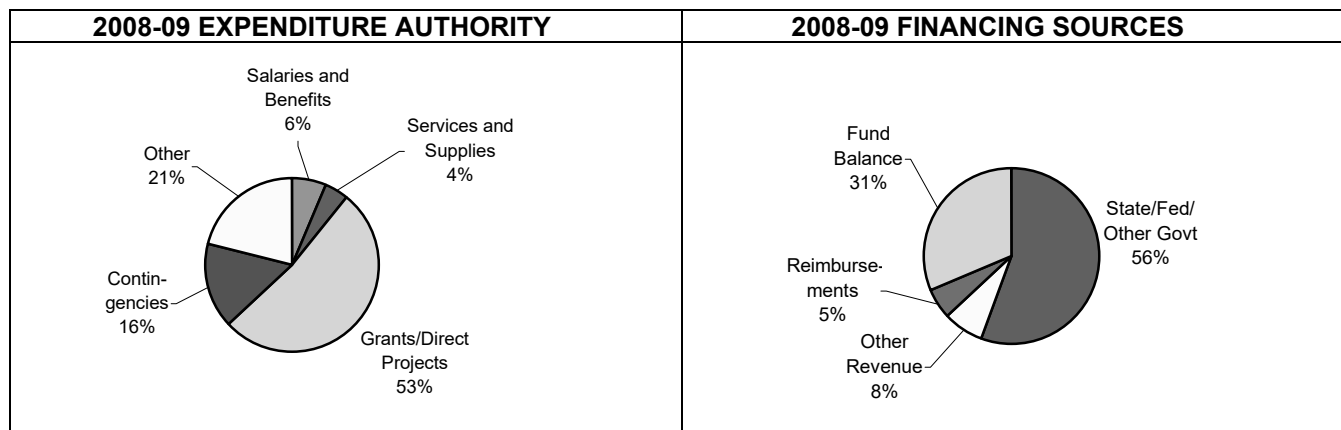 2008-09 EXPENDITURE AUTHORITY
Salaries and
Benefits
6%
Services and
Supplies
4%
Other
21%
Contin-
gencies
16%
Grants/Direct
Projects
53%
2008-09 FINANCING SOURCES
Fund
Balance
31%
State/Fed/
Other Govt
56%
Reimburse-
ments
5%
Other
Revenue
8%